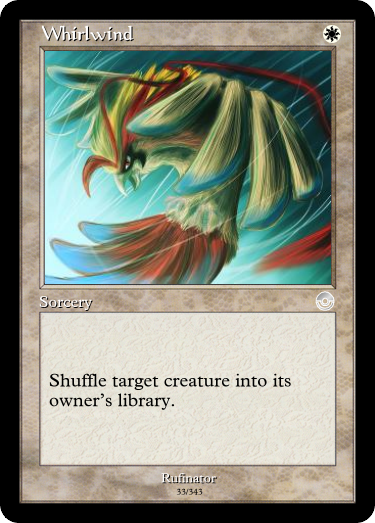 Whirlwind
Sorcery
Shuffle target creature into its
owner's library.
Rufinator
33/343